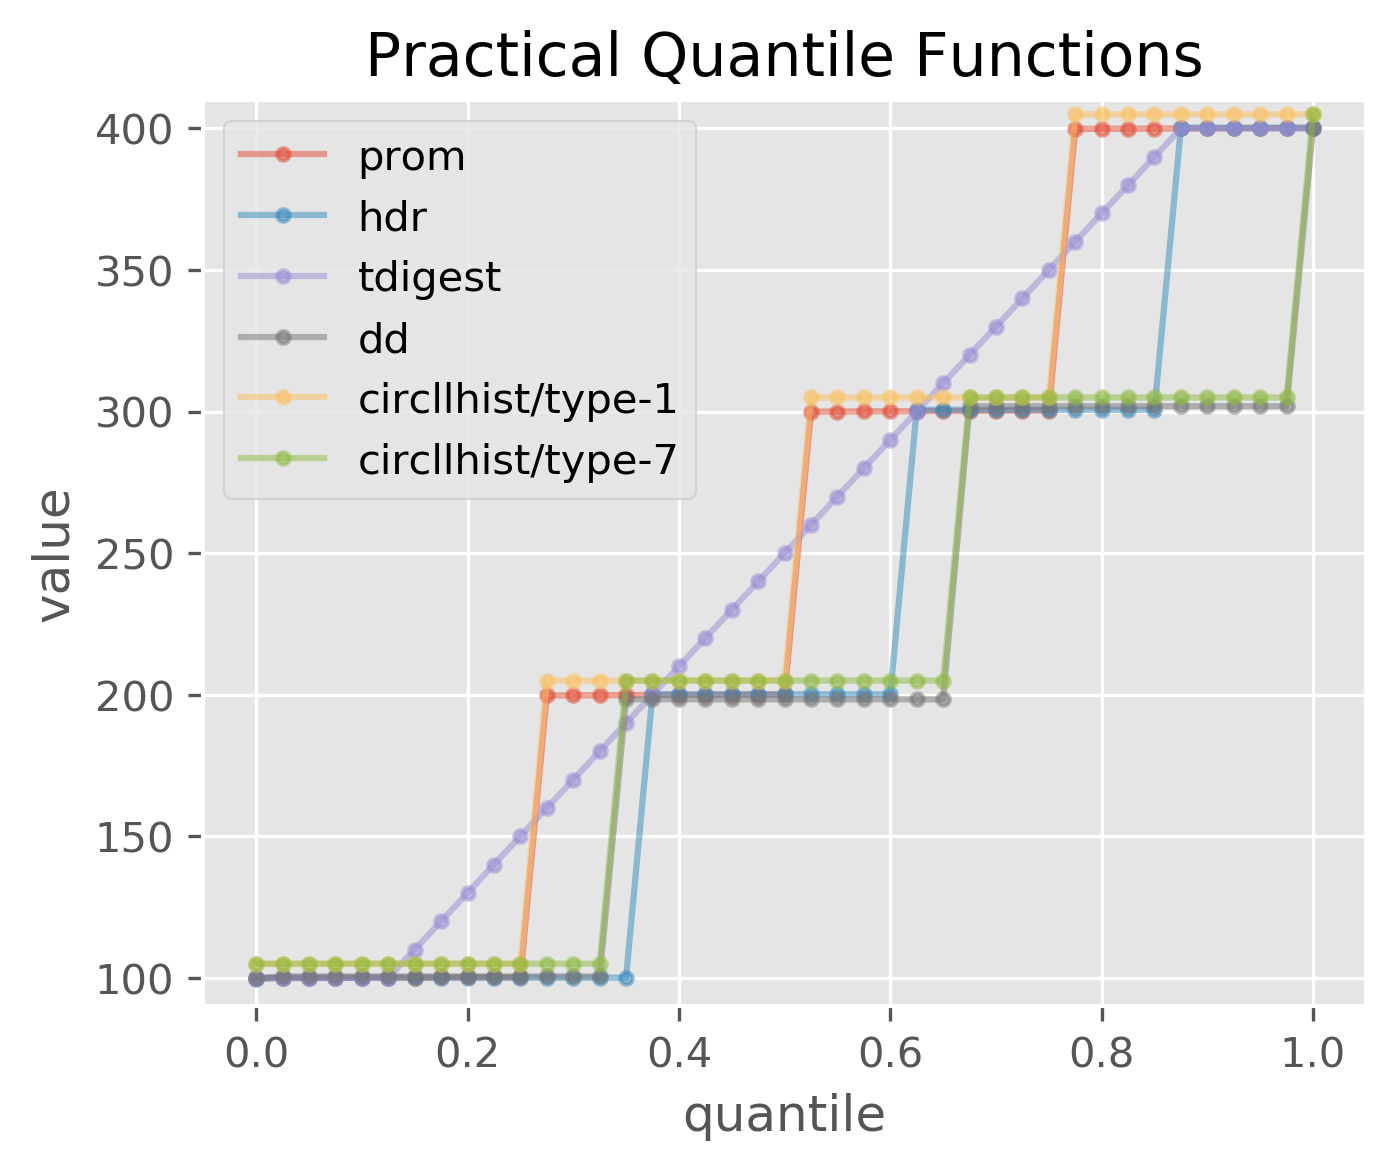 Practical Quantile Functions
prom
hdr
tdigest
dd
circllhist/type-1
circllhist/type-7
value
400
350
300
250
200
150
100
0.0 0.2 0.4 0.6 0.8 1.0
quantile